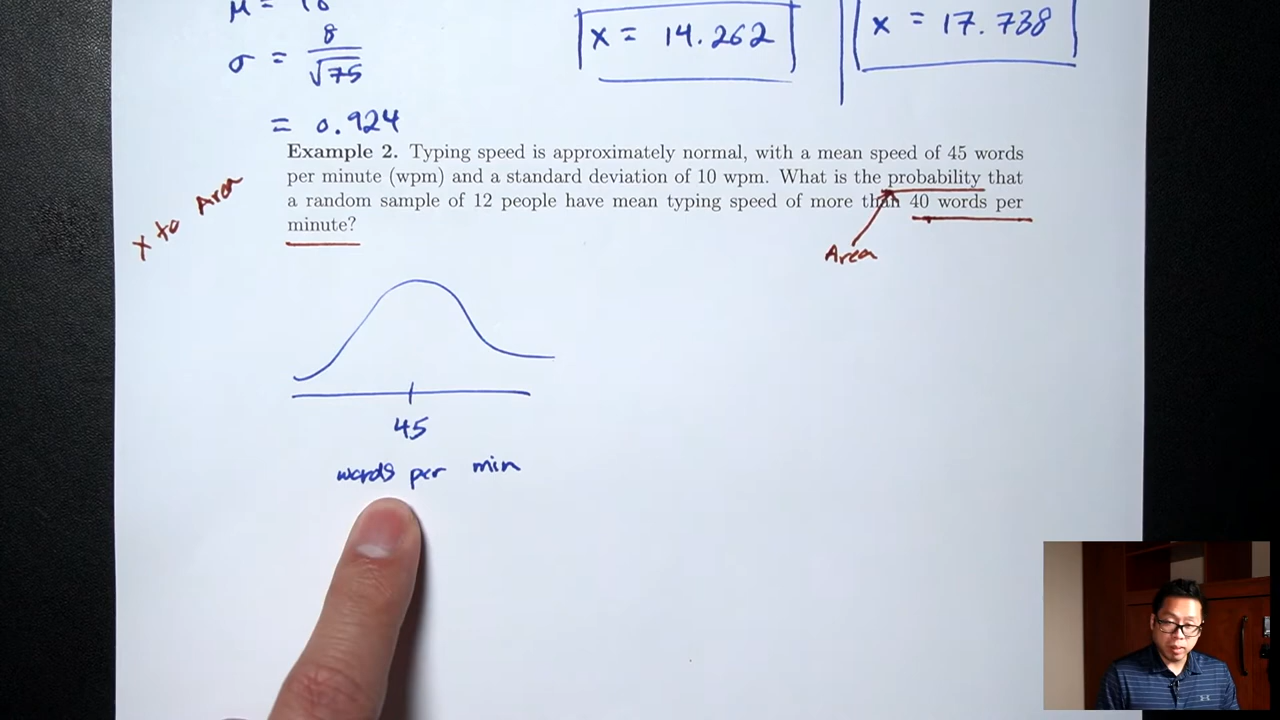 μ = 16
σ = 8/√75
= 0.924
x = 14.262
x = 17.738
Example 2. Typing speed is approximately normal, with a mean speed of 45 words
per minute (wpm) and a standard deviation of 10 wpm. What is the probability that
a random sample of 12 people have mean typing speed of more than 40 words per
minute?
x to Area
Area
45
words per min